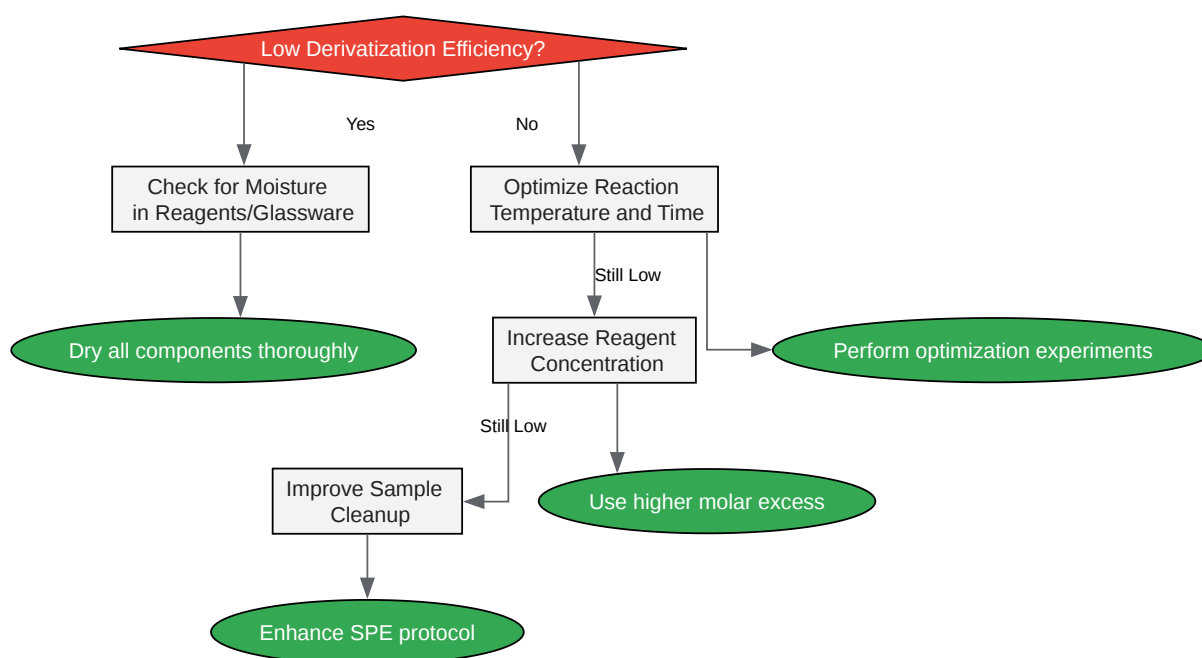 Low Derivatization Efficiency?
Yes
No
Check for Moisture
in Reagents/Glassware
Optimize Reaction
Temperature and Time
Still Low
Dry all components thoroughly
Increase Reagent
Concentration
Perform optimization experiments
Still Low
Improve Sample
Cleanup
Use higher molar excess
Enhance SPE protocol